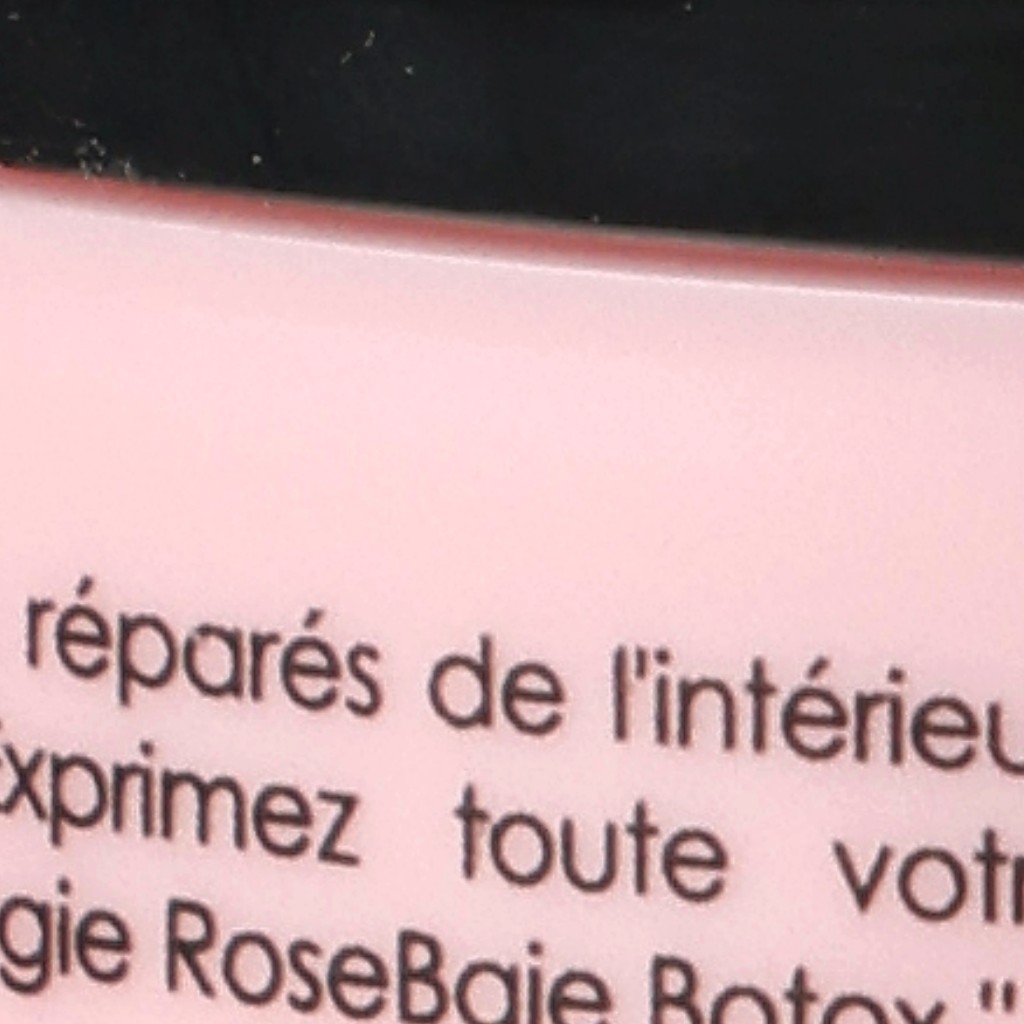 réparés de l'intérieu
xprimez toute votr
gie RoseBaie Botox "